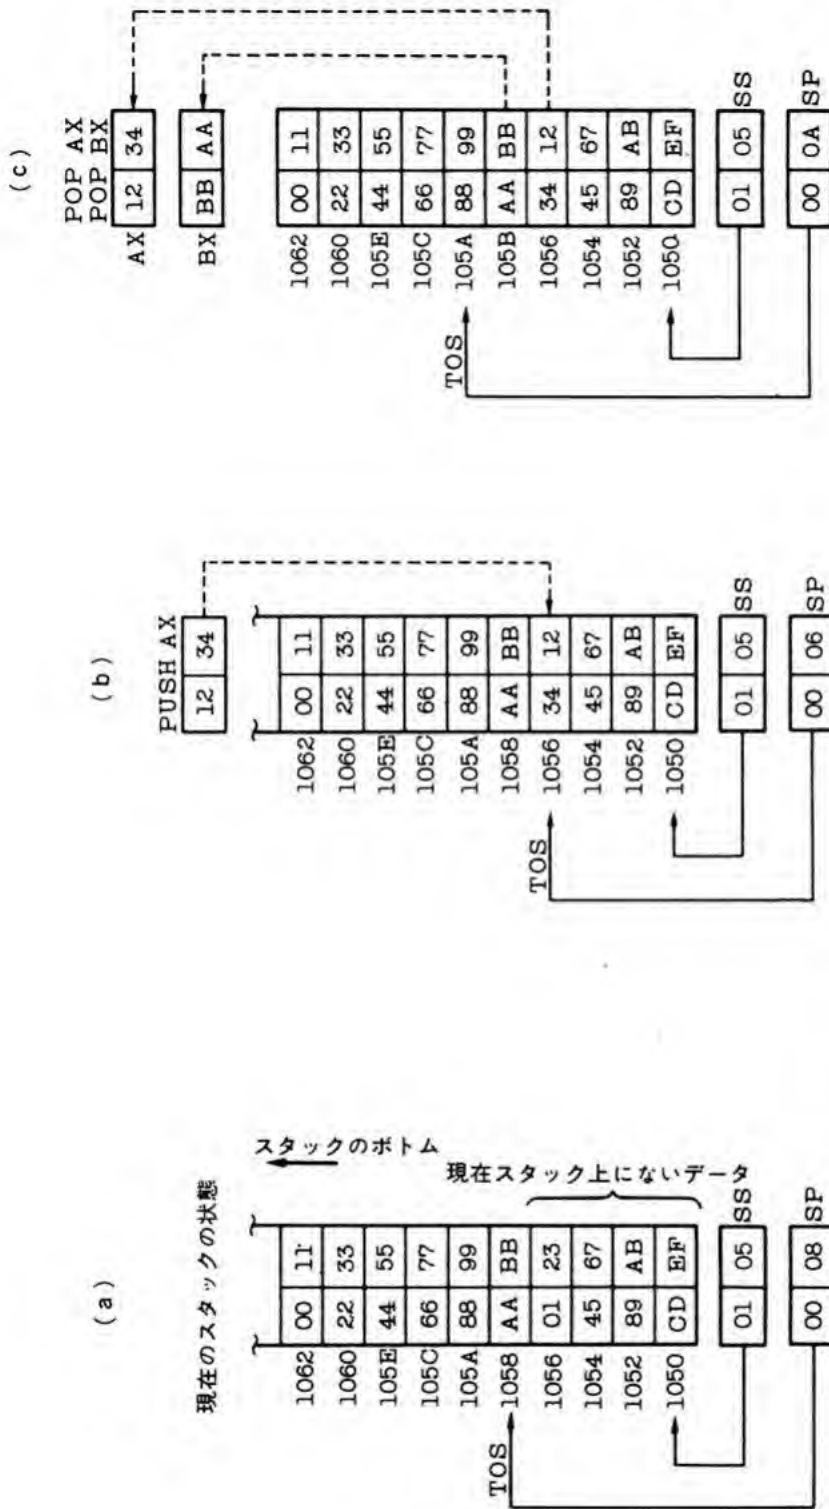 (a)
現在のスタックの状態
スタックのボトム
1062 00 11
1060 22 33
105E 44 55
105C 66 77
105A 88 99
1058 AA BB
1056 01 23
1054 45 67
1052 89 AB
1050 CD EF
現在スタック上にないデータ
TOS
01 05 SS
00 08 SP
(b)
PUSH AX
12 34
1062 00 11
1060 22 33
105E 44 55
105C 66 77
105A 88 99
1058 AA BB
1056 34 12
1054 45 67
1052 89 AB
1050 CD EF
TOS
01 05 SS
00 06 SP
(c)
POP AX
POP BX
AX 12 34
BX BB AA
1062 00 11
1060 22 33
105E 44 55
105C 66 77
105A 88 99
105B AA BB
1056 34 12
1054 45 67
1052 89 AB
1050 CD EF
TOS
01 05 SS
00 0A SP